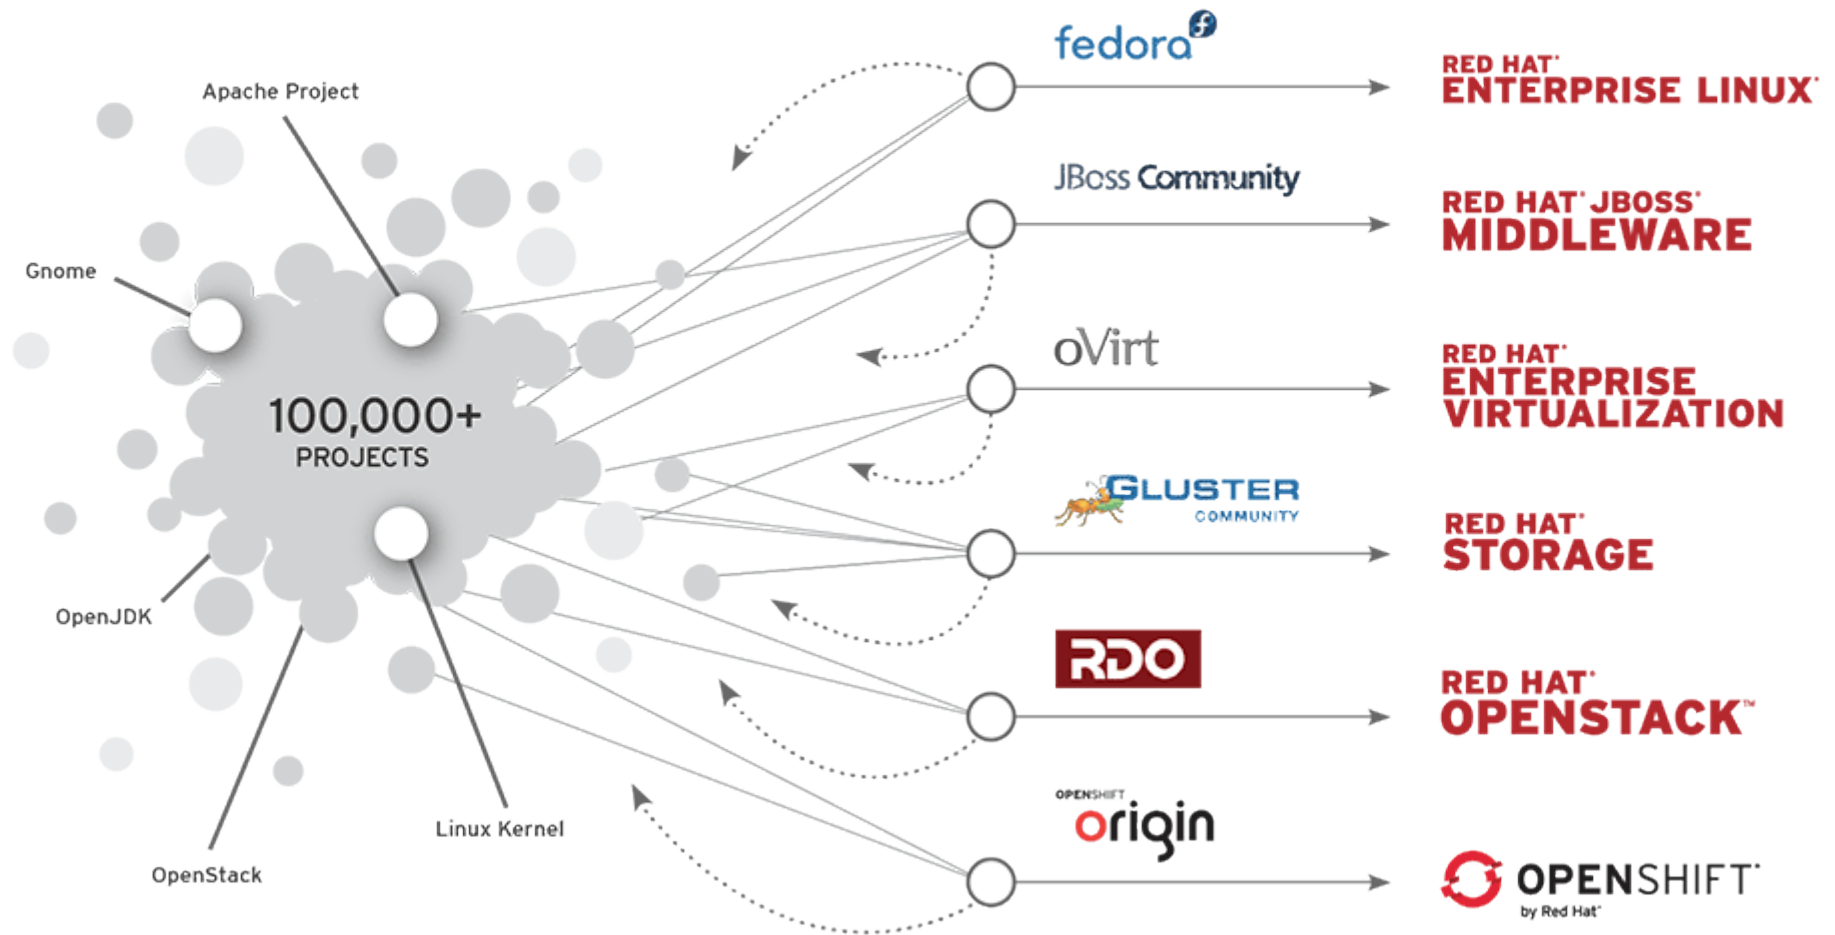 Apache Project
Gnome
100,000+
PROJECTS
OpenJDK
OpenStack
Linux Kernel
fedora
RED HAT®
ENTERPRISE LINUX®
JBoss Community
RED HAT® JBOSS®
MIDDLEWARE
oVirt
RED HAT®
ENTERPRISE
VIRTUALIZATION
GLUSTER
COMMUNITY
RED HAT®
STORAGE
RDO
RED HAT®
OPENSTACK™
OPENSHIFT
origin
OPENSHIFT®
by Red Hat®